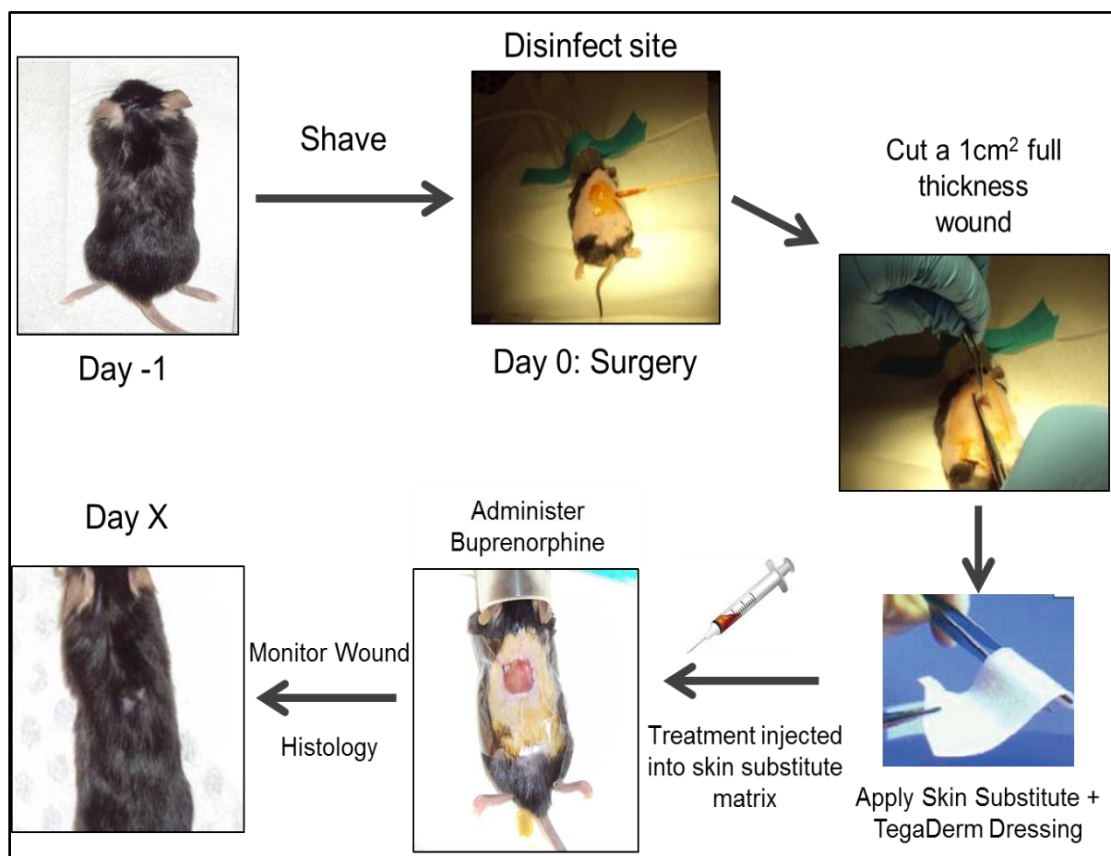 Day -1
Shave
Disinfect site
Day 0: Surgery
Cut a 1cm² full
thickness
wound
Apply Skin Substitute +
TegaDerm Dressing
Treatment injected
into skin substitute
matrix
Administer
Buprenorphine
Monitor Wound
Histology
Day X